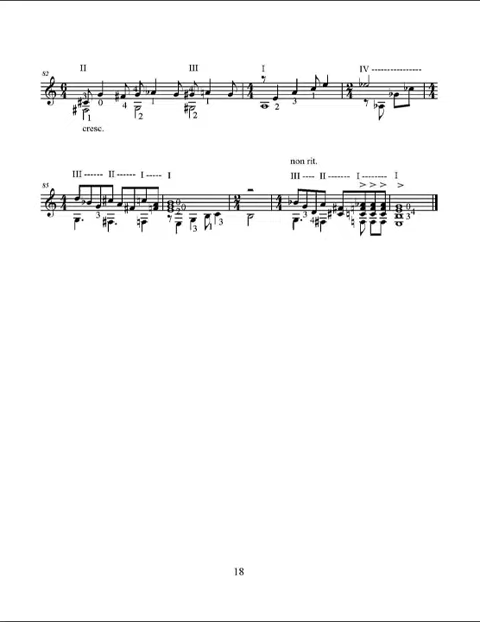 II III I IV
82
cresc.
non rit.
III II I I III II I I
85
18